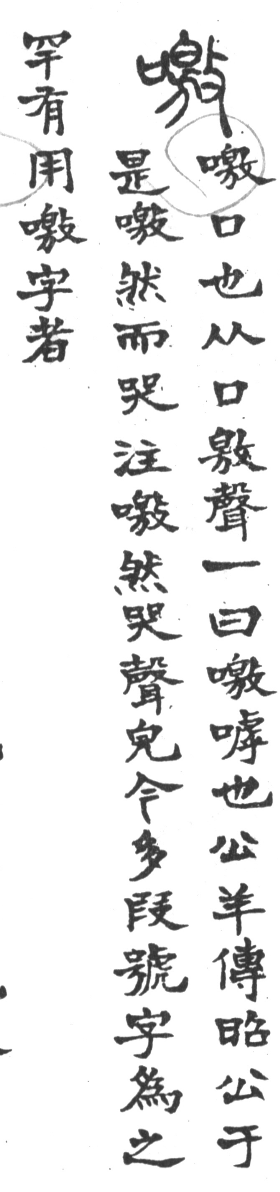 噭
噭口也从口敫聲一曰噭嘑也公羊傳昭公于
是噭然而哭注噭然哭聲皃今多叚號字為之
罕有用噭字者